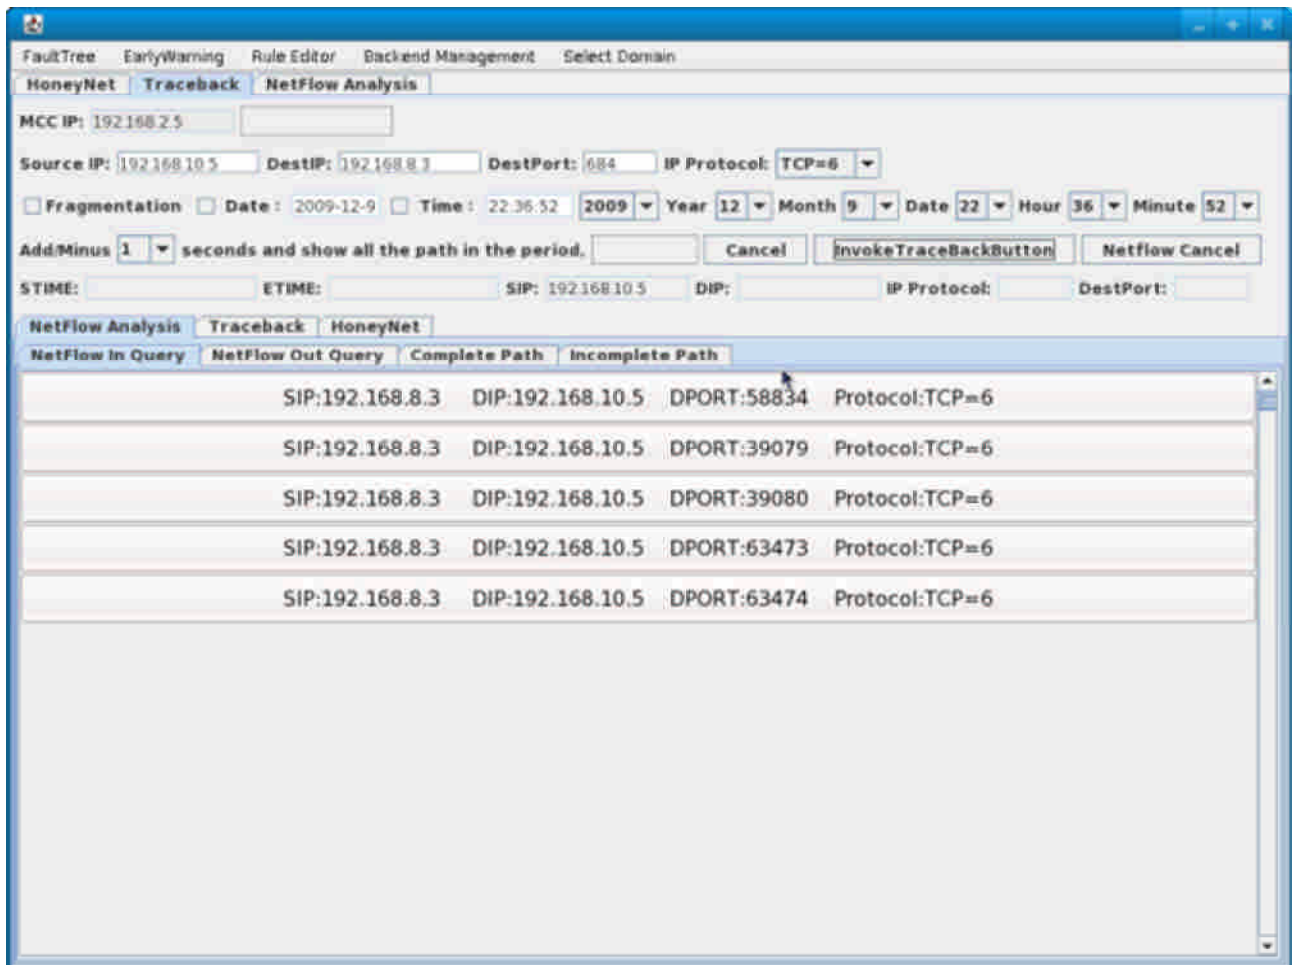 FaultTree EarlyWarning Rule Editor Backend Management Select Domain
HoneyNet Traceback NetFlow Analysis
MCC IP: 192.168.2.5
Source IP: 192.168.10.5 DestIP: 192.168.8.3 DestPort: 684 IP Protocol: TCP=6
Fragmentation Date : 2009-12-9 Time : 22:36:52 2009 Year 12 Month 9 Date 22 Hour 36 Minute 52
Add/Minus 1 seconds and show all the path in the period. Cancel InvokeTraceBackButton Netflow Cancel
STIME: ETIME: SIP: 192.168.10.5 DIP: IP Protocol: DestPort:
NetFlow Analysis Traceback HoneyNet
NetFlow In Query NetFlow Out Query Complete Path Incomplete Path
SIP:192.168.8.3 DIP:192.168.10.5 DPORT:58834 Protocol:TCP=6
SIP:192.168.8.3 DIP:192.168.10.5 DPORT:39079 Protocol:TCP=6
SIP:192.168.8.3 DIP:192.168.10.5 DPORT:39080 Protocol:TCP=6
SIP:192.168.8.3 DIP:192.168.10.5 DPORT:63473 Protocol:TCP=6
SIP:192.168.8.3 DIP:192.168.10.5 DPORT:63474 Protocol:TCP=6